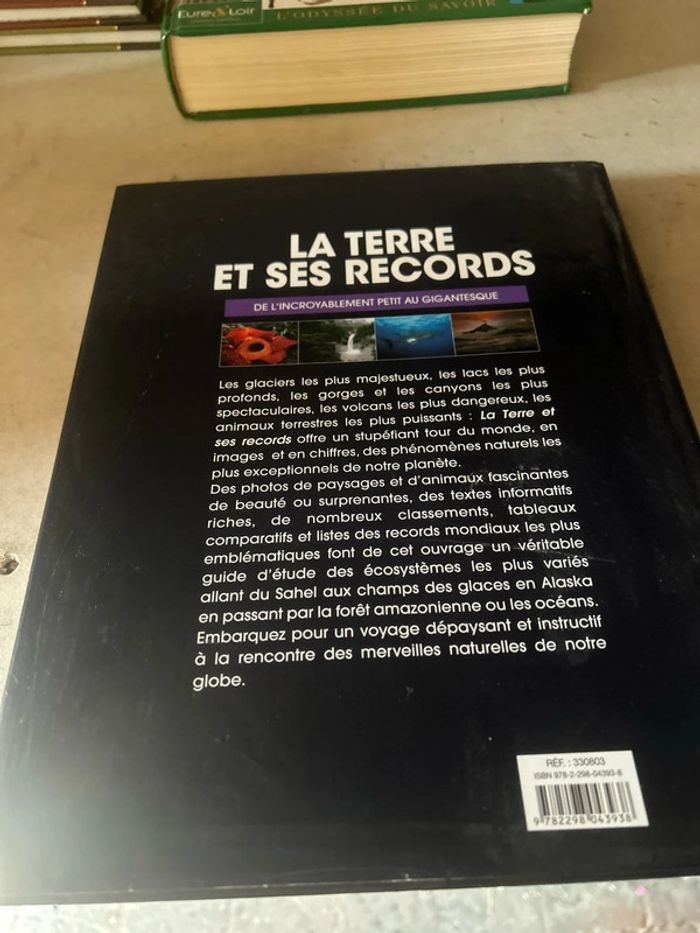 Eure & Loir
L'ODYSSÉE DU SAVOIR
LA TERRE
ET SES RECORDS
DE L'INCROYABLEMENT PETIT AU GIGANTESQUE
Les glaciers les plus majestueux, les lacs les plus
profonds, les gorges et les canyons les plus
spectaculaires, les volcans les plus dangereux, les
animaux terrestres les plus puissants : La Terre et
ses records offre un stupéfiant tour du monde, en
images et en chiffres, des phénomènes naturels les
plus exceptionnels de notre planète.
Des photos de paysages et d'animaux fascinantes
de beauté ou surprenantes, des textes informatifs
riches, de nombreux classements, tableaux
comparatifs et listes des records mondiaux les plus
emblématiques font de cet ouvrage un véritable
guide d'étude des écosystèmes les plus variés
allant du Sahel aux champs des glaces en Alaska
en passant par la forêt amazonienne ou les océans.
Embarquez pour un voyage dépaysant et instructif
à la rencontre des merveilles naturelles de notre
globe.
RÉF. : 330803
ISBN 978-2-298-04393-8
9 782298 043938